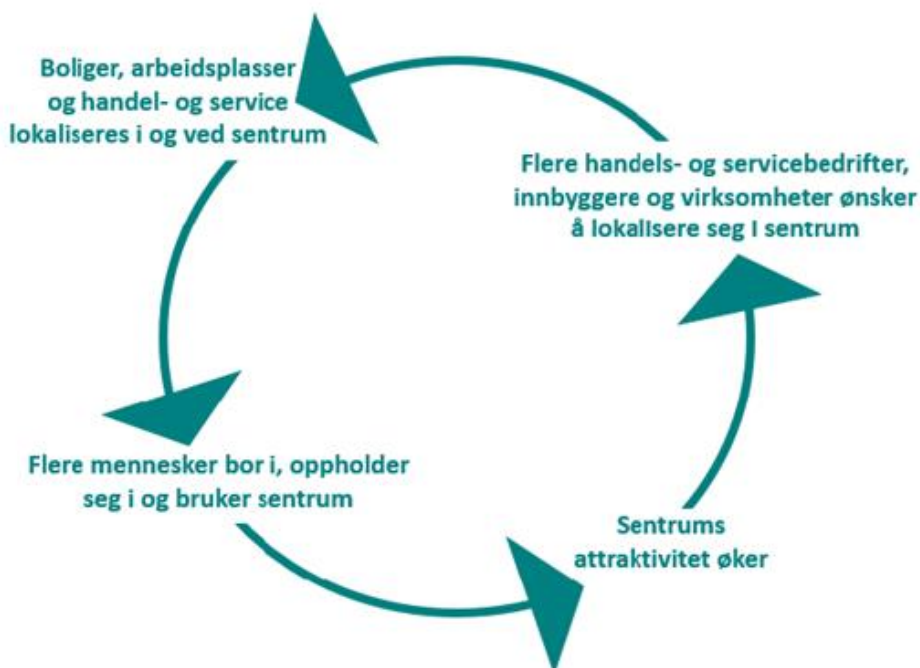 Boliger, arbeidsplasser
og handel- og service
lokaliseres i og ved sentrum
Flere handels- og servicebedrifter,
innbyggere og virksomheter ønsker
å lokalisere seg i sentrum
Flere mennesker bor i, oppholder
seg i og bruker sentrum
Sentrums
attraktivitet øker